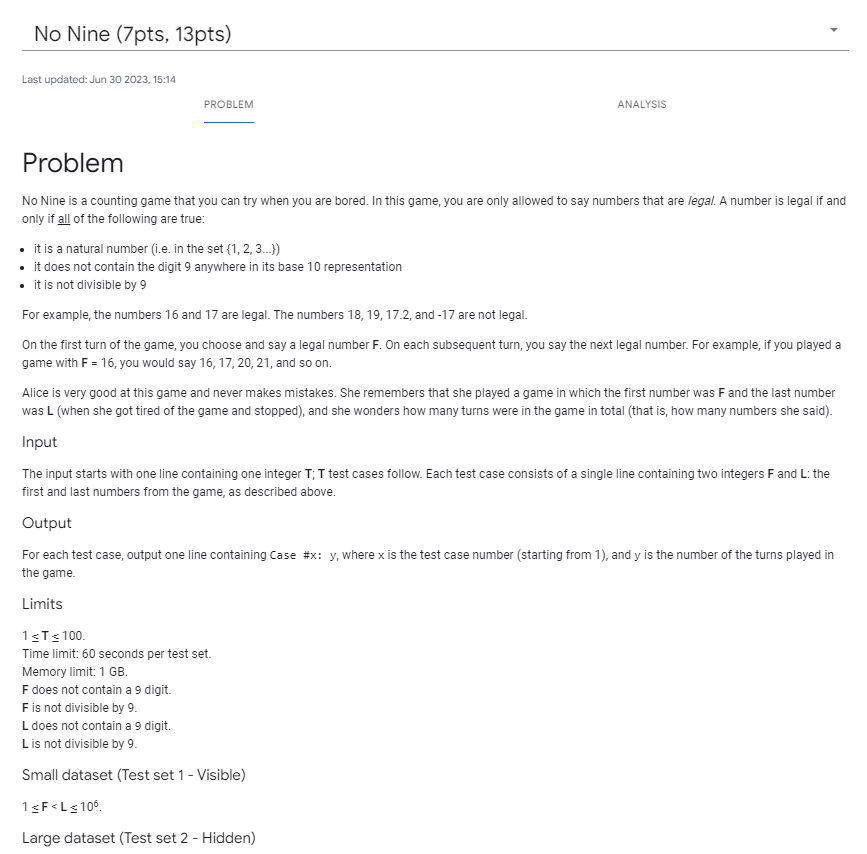 No Nine (7pts, 13pts)
Last updated: Jun 30 2023, 15:14
PROBLEM
ANALYSIS
Problem
No Nine is a counting game that you can try when you are bored. In this game, you are only allowed to say numbers that are legal. A number is legal if and
only if all of the following are true:
• it is a natural number (i.e. in the set {1, 2, 3...})
• it does not contain the digit 9 anywhere in its base 10 representation
• it is not divisible by 9
For example, the numbers 16 and 17 are legal. The numbers 18, 19, 17.2, and -17 are not legal.
On the first turn of the game, you choose and say a legal number F. On each subsequent turn, you say the next legal number. For example, if you played a
game with F = 16, you would say 16, 17, 20, 21, and so on.
Alice is very good at this game and never makes mistakes. She remembers that she played a game in which the first number was F and the last number
was L (when she got tired of the game and stopped), and she wonders how many turns were in the game in total (that is, how many numbers she said).
Input
The input starts with one line containing one integer T; T test cases follow. Each test case consists of a single line containing two integers F and L: the
first and last numbers from the game, as described above.
Output
For each test case, output one line containing Case #x: y, where x is the test case number (starting from 1), and y is the number of the turns played in
the game.
Limits
1 ≤ T ≤ 100.
Time limit: 60 seconds per test set.
Memory limit: 1 GB.
F does not contain a 9 digit.
F is not divisible by 9.
L does not contain a 9 digit.
L is not divisible by 9.
Small dataset (Test set 1 - Visible)
1 ≤ F < L ≤ 10⁶.
Large dataset (Test set 2 - Hidden)